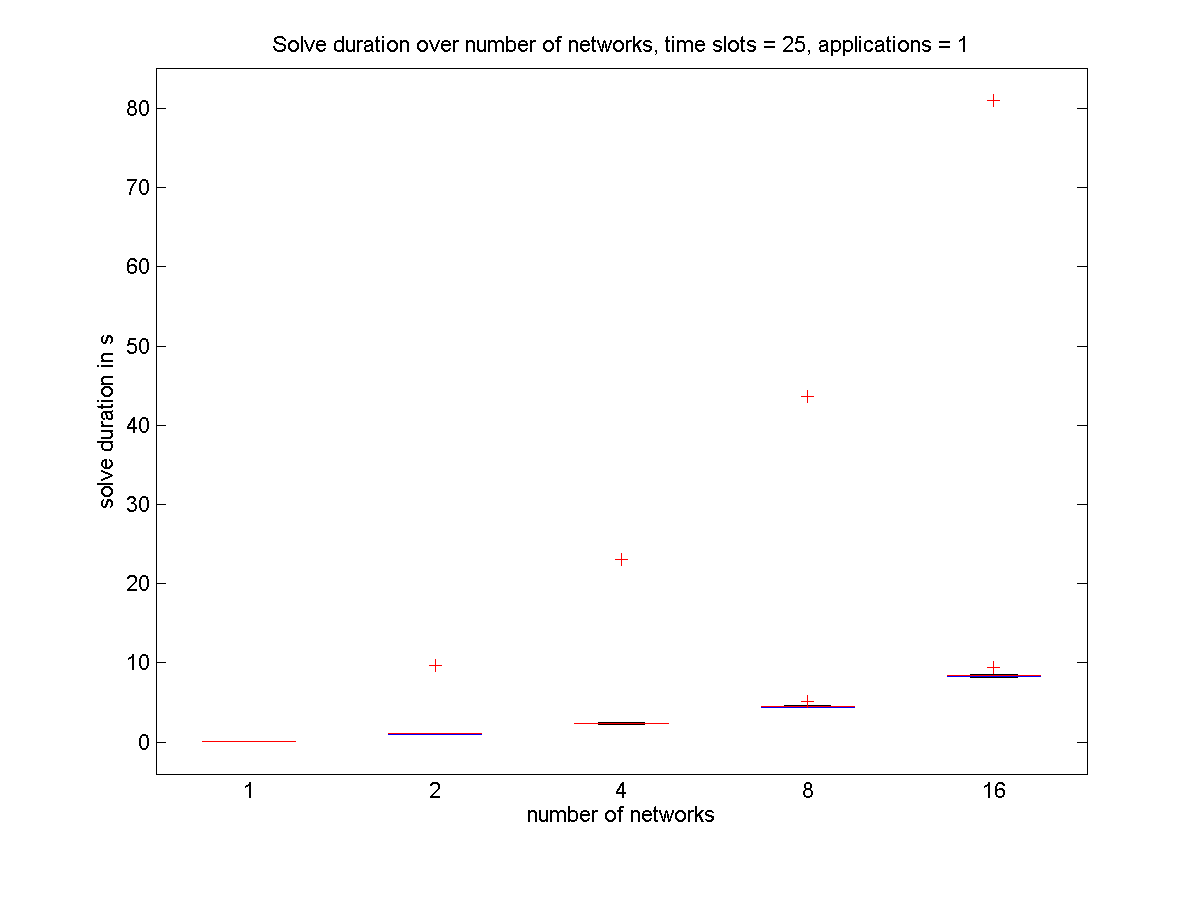 Solve duration over number of networks, time slots = 25, applications = 1
80
70
60
50
40
30
20
10
0
solve duration in s
1 2 4 8 16
number of networks